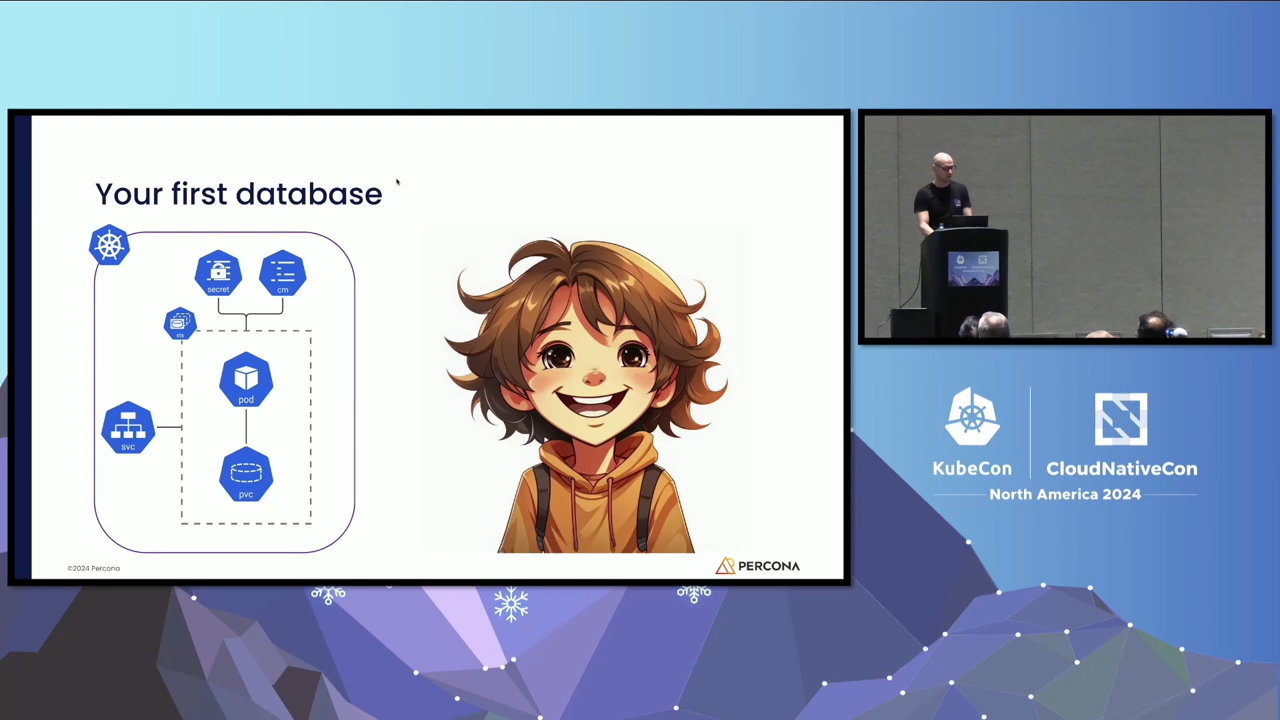 Your first database
secret
cm
sts
pod
svc
pvc
©2024 Percona
PERCONA
KubeCon
CloudNativeCon
North America 2024